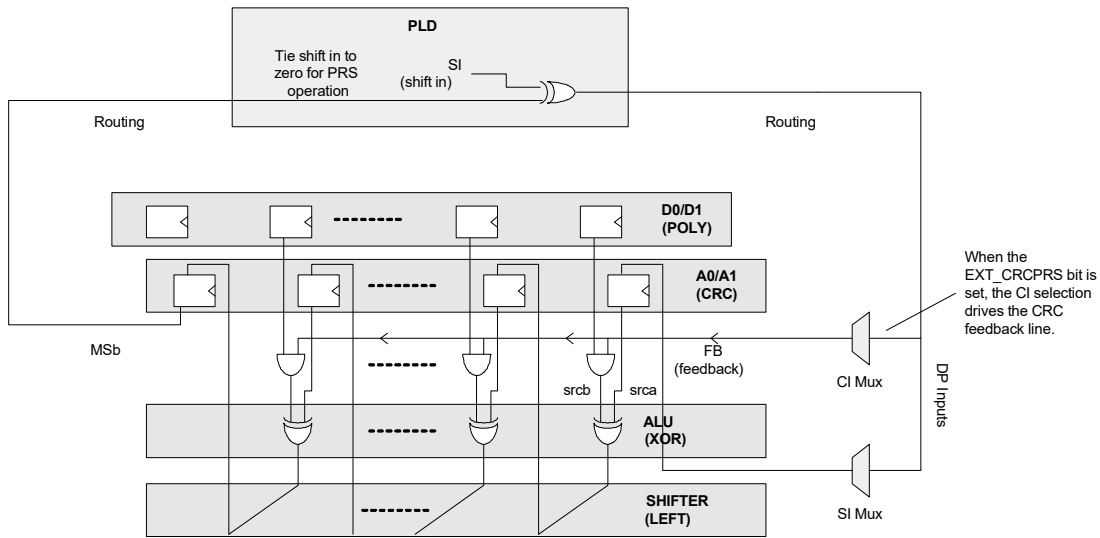 PLD
Tie shift in to
zero for PRS
operation
SI
(shift in)
Routing
Routing
D0/D1
(POLY)
A0/A1
(CRC)
When the
EXT_CRCPRS bit is
set, the CI selection
drives the CRC
feedback line.
MSb
FB
(feedback)
CI Mux
DP Inputs
srcb
srca
ALU
(XOR)
SHIFTER
(LEFT)
SI Mux